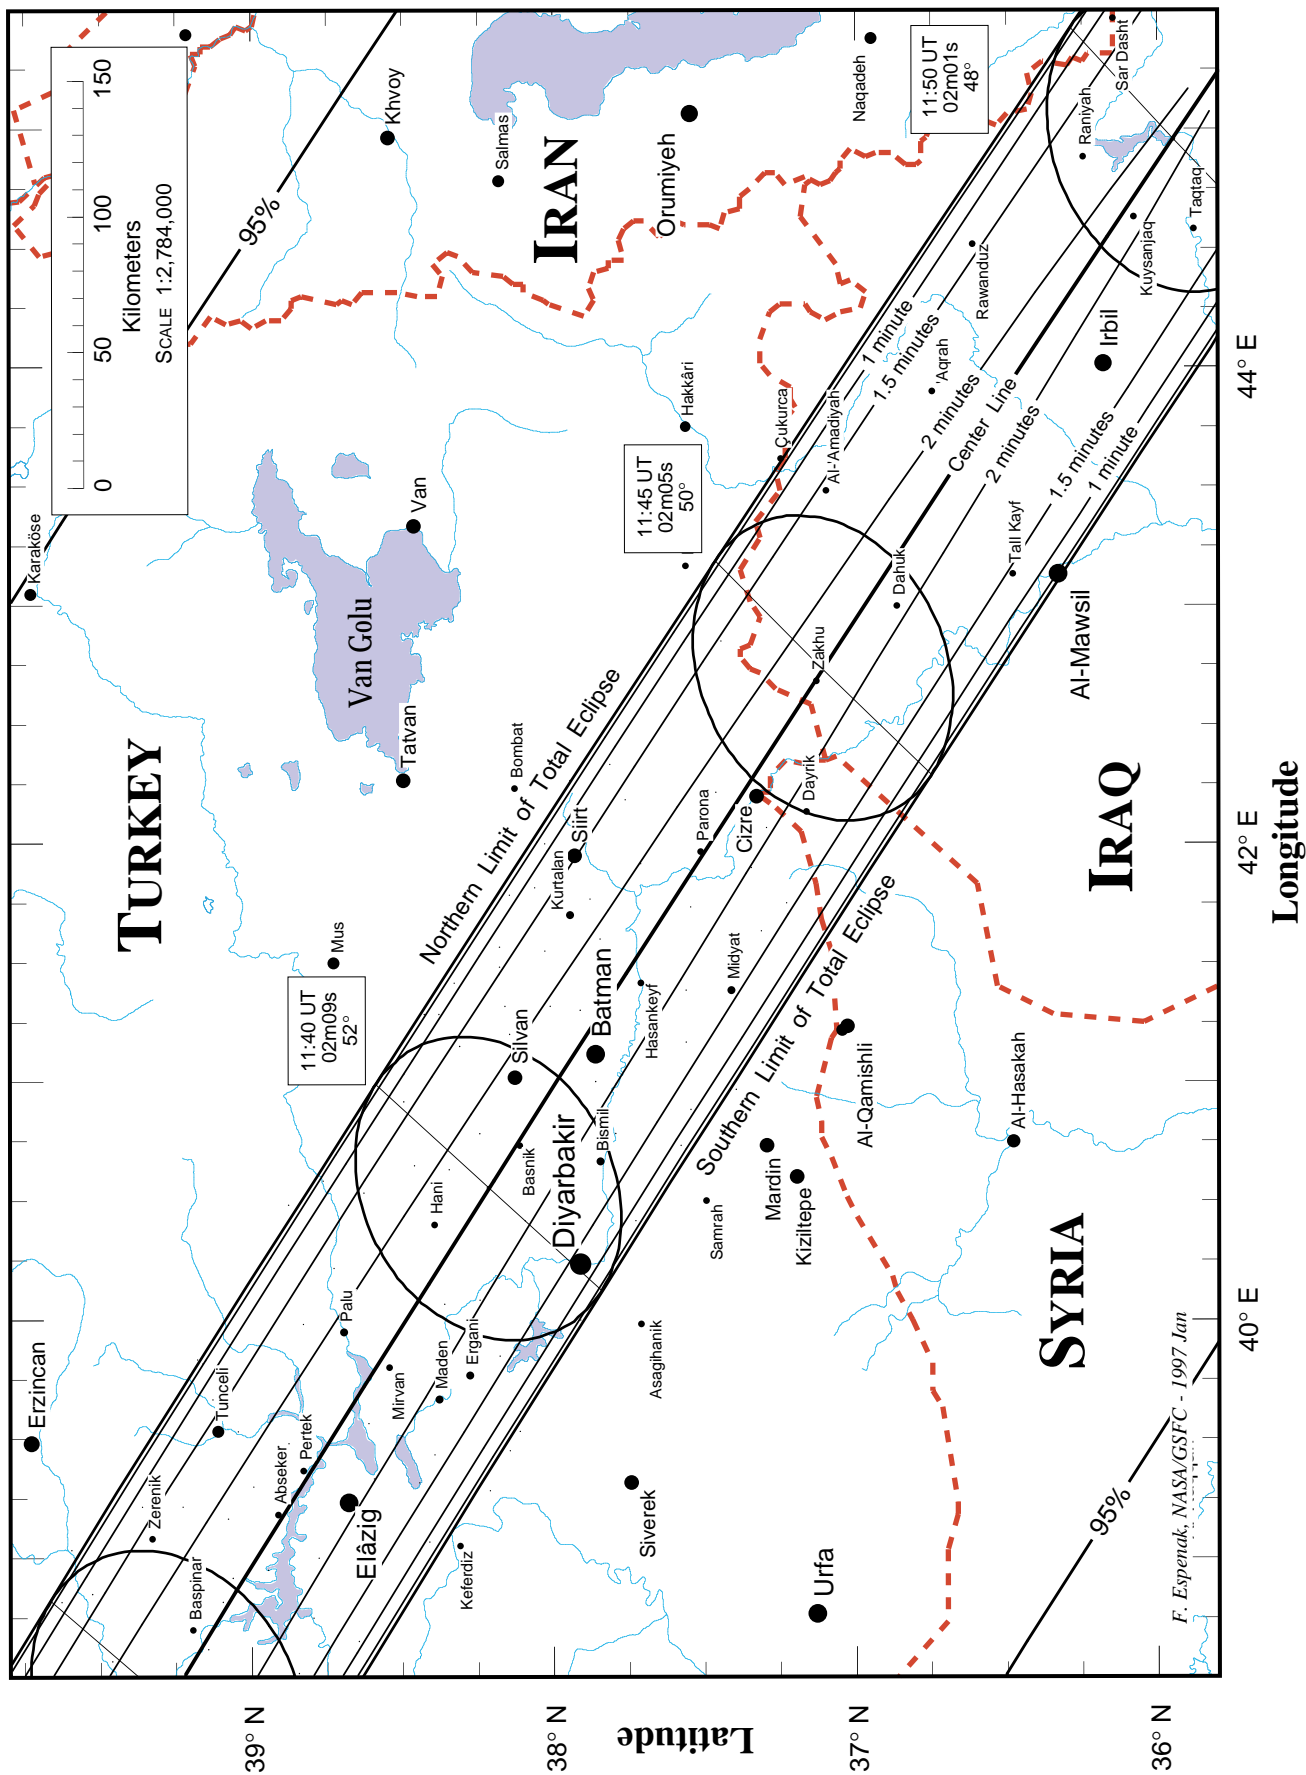 0 50 100 150
Kilometers
SCALE 1:2,784,000
TURKEY
IRAN
IRAQ
SYRIA
Karaköse
Erzincan
Khvoy
Salmas
Orumiyeh
Naqadeh
Van Golu
Van
Tatvan
Mus
Bombat
Hakkâri
95%
11:40 UT
02m09s
52°
11:45 UT
02m05s
50°
11:50 UT
02m01s
48°
Northern Limit of Total Eclipse
Southern Limit of Total Eclipse
1 minute
1.5 minutes
2 minutes
Center Line
2 minutes
1.5 minutes
1 minute
Zerenik
Tunceli
Baspinar
Abseker
Pertek
Palu
Elâzig
Mirvan
Maden
Ergani
Keferdiz
Hani
Silvan
Basnik
Diyarbakir
Bismil
Batman
Kurtalan
Siirt
Hasankeyf
Parona
Midyat
Cizre
Dayrik
Zakhu
Dahuk
Çukurca
Al-'Amadiyah
'Aqrah
Rawanduz
Raniyah
Sar Dasht
Kuysanjaq
Taqtaq
Irbil
Tall Kayf
Al-Mawsil
Siverek
Asagihanik
Samrah
Mardin
Kiziltepe
Al-Qamishli
Al-Hasakah
Urfa
95%
F. Espenak, NASA/GSFC - 1997 Jan
39° N
38° N
37° N
36° N
Latitude
40° E
42° E
44° E
Longitude